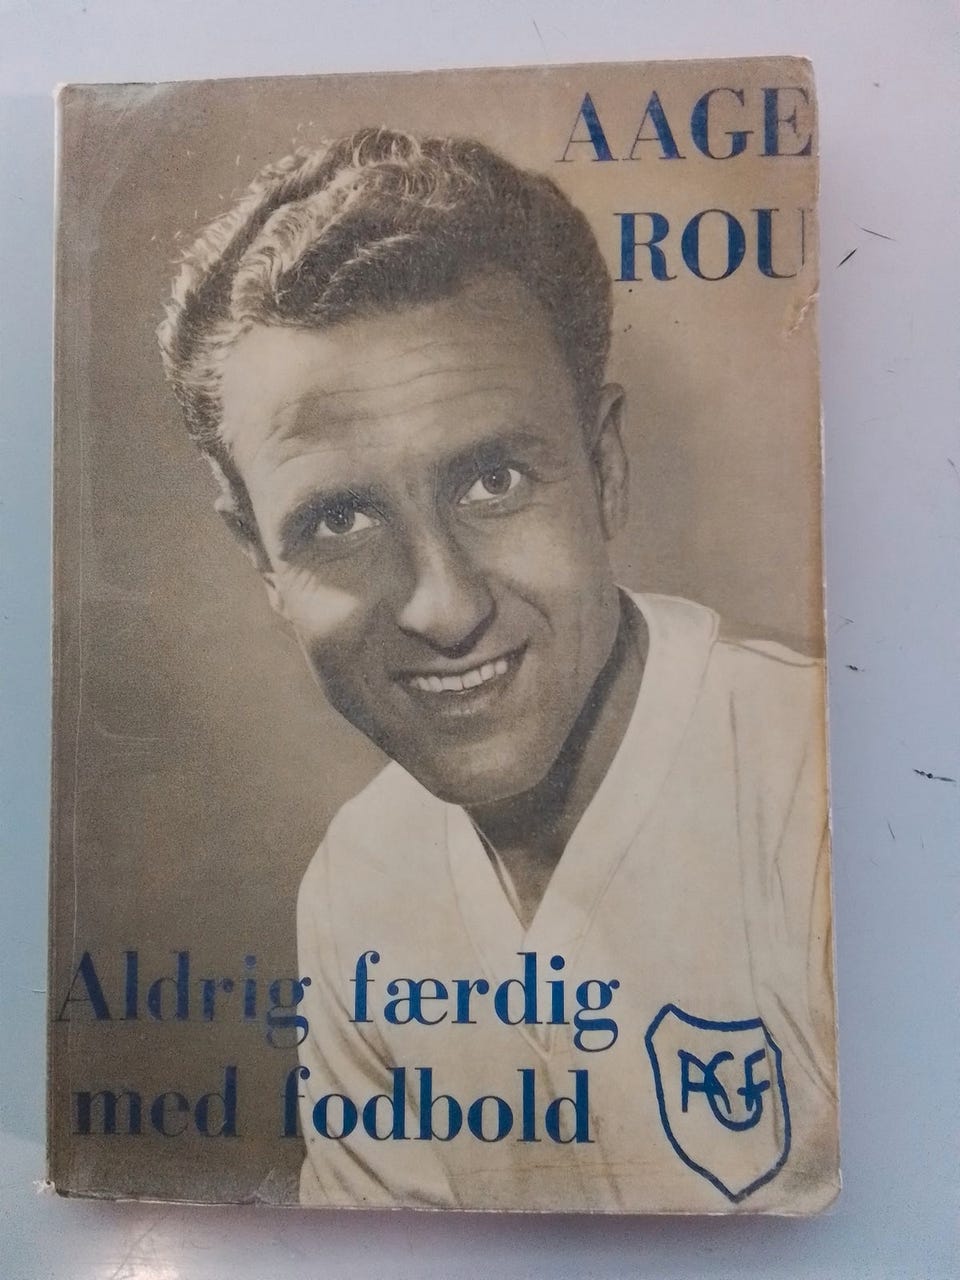 AAGE
ROU
Aldrig færdig
med fodbold
AGF